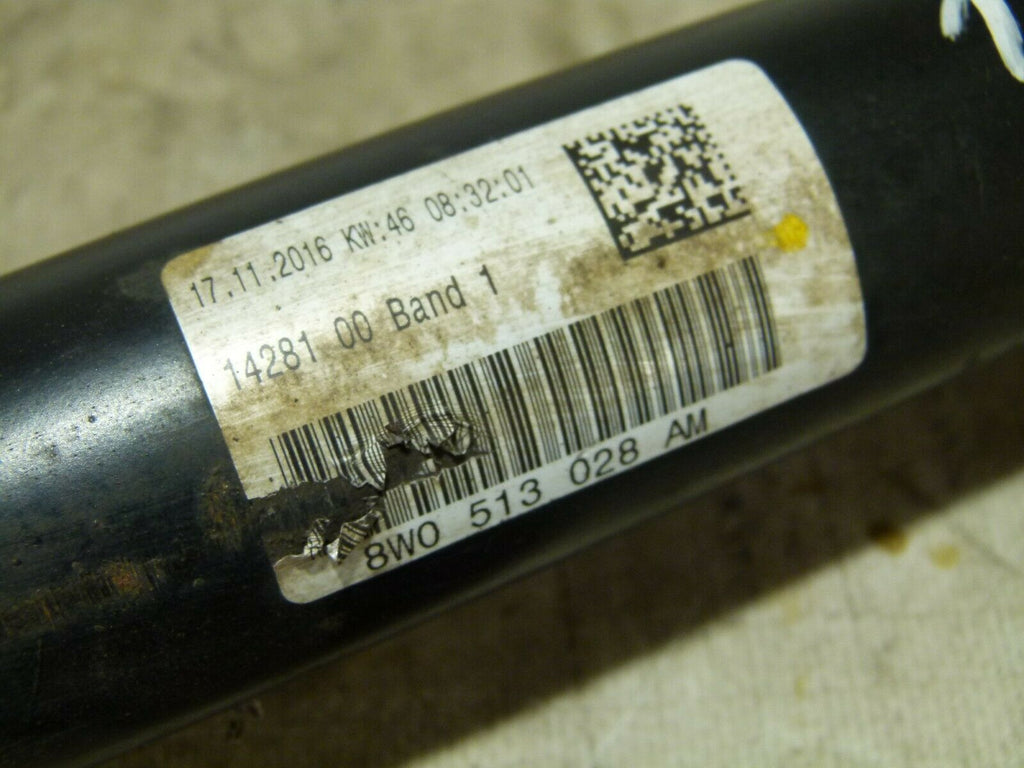 17.11.2016 KW:46 08:32:01
14281 00 Band 1
8W0 513 028 AM